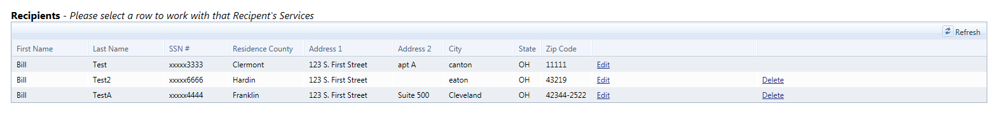 Recipients - Please select a row to work with that Recipent's Services
Refresh
First Name Last Name SSN # Residence County Address 1 Address 2 City State Zip Code
Bill Test xxxxx3333 Clermont 123 S. First Street apt A canton OH 11111 Edit
Bill Test2 xxxxx6666 Hardin 123 S. First Street eaton OH 43219 Edit Delete
Bill TestA xxxxx4444 Franklin 123 S. First Street Suite 500 Cleveland OH 42344-2522 Edit Delete